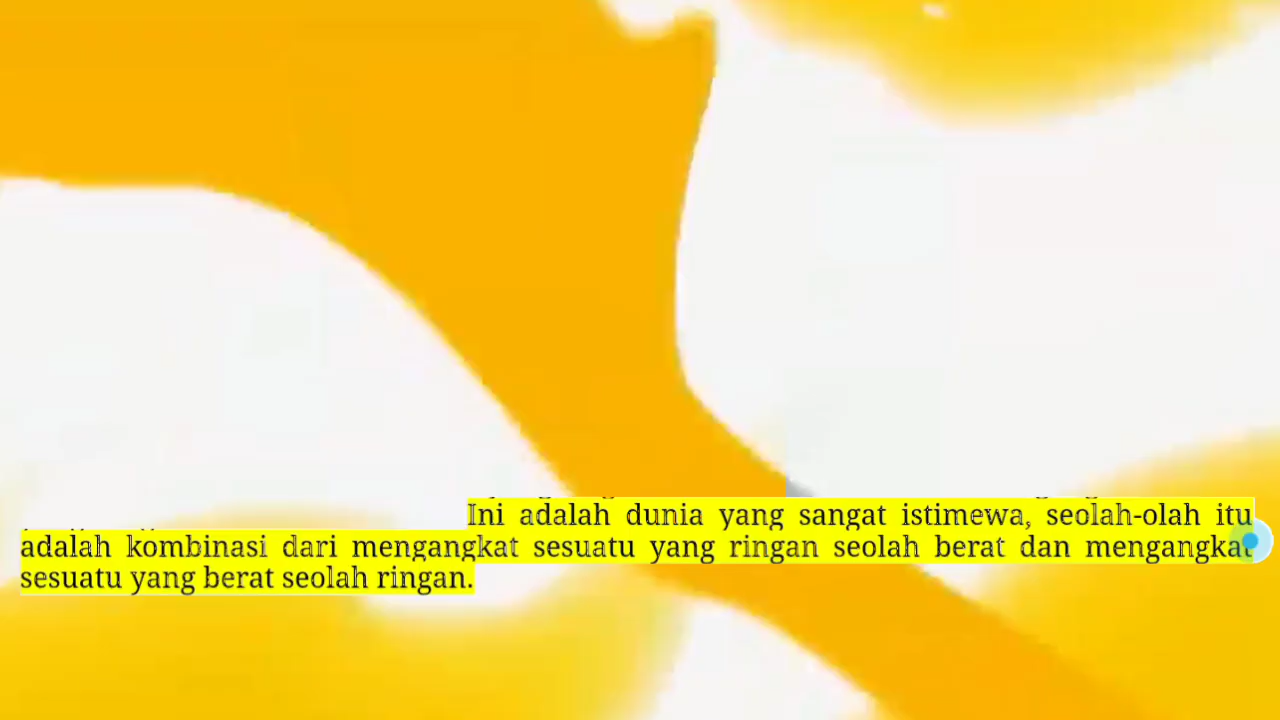 Ini adalah dunia yang sangat istimewa, seolah-olah itu
adalah kombinasi dari mengangkat sesuatu yang ringan seolah berat dan mengangkat
sesuatu yang berat seolah ringan.